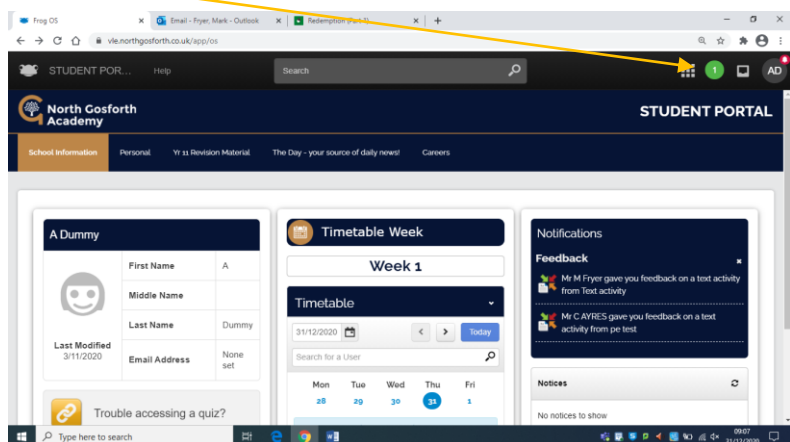 Frog OS
Email - Fryer, Mark - Outlook
Redemption (Part 1)
vle.northgosforth.co.uk/app/os
STUDENT POR...
Help
Search
1
AD
North Gosforth
Academy
STUDENT PORTAL
School Information
Personal
Yr 11 Revision Material
The Day - your source of daily news!
Careers
A Dummy
First Name
A
Middle Name
Last Name
Dummy
Email Address
None
set
Last Modified
3/11/2020
Trouble accessing a quiz?
Timetable Week
Week 1
Timetable
31/12/2020
Today
Search for a User
Mon Tue Wed Thu Fri
28 29 30 31 1
Notifications
Feedback
Mr M Fryer gave you feedback on a text activity
from Text activity
Mr C AYRES gave you feedback on a text
activity from pe test
Notices
No notices to show
Type here to search
09:07
31/12/2020